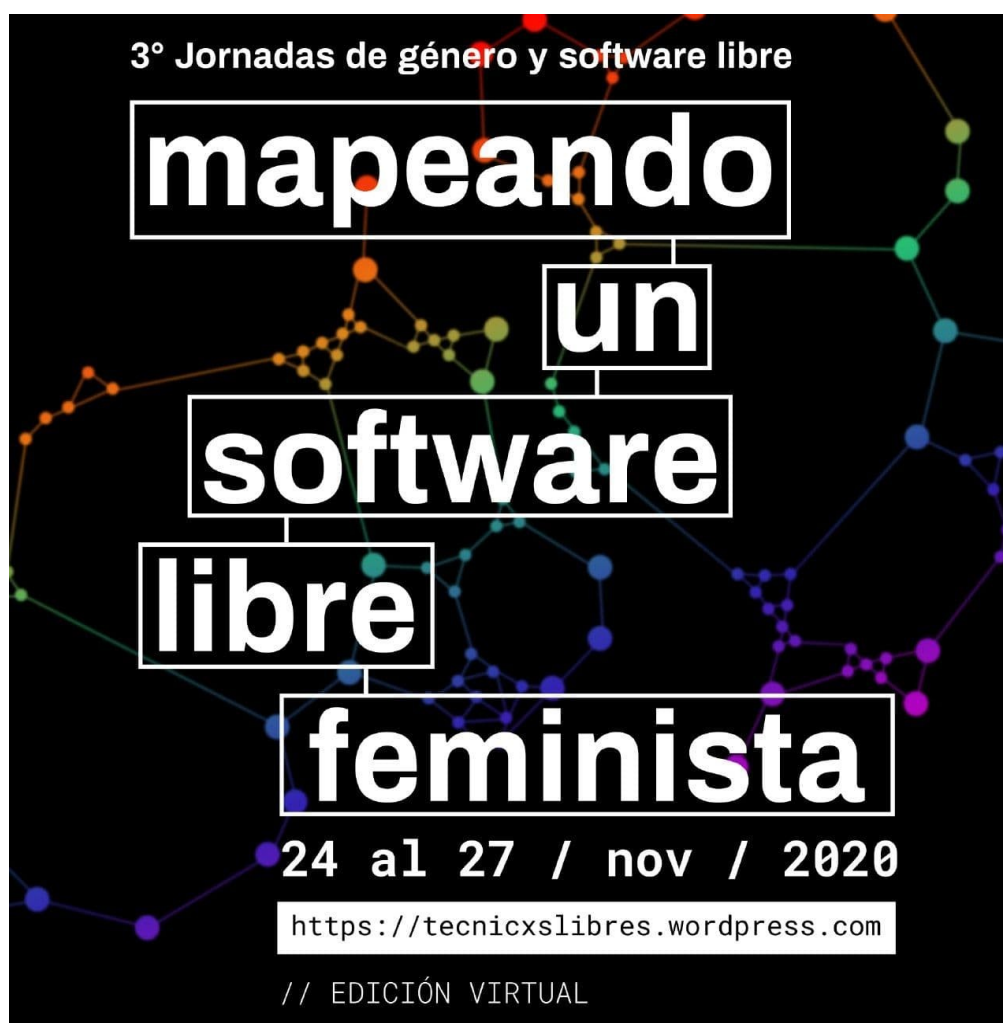 3° Jornadas de género y software libre
mapeando
un
software
libre
feminista
24 al 27 / nov / 2020
https://tecnicxslibres.wordpress.com
// EDICIÓN VIRTUAL